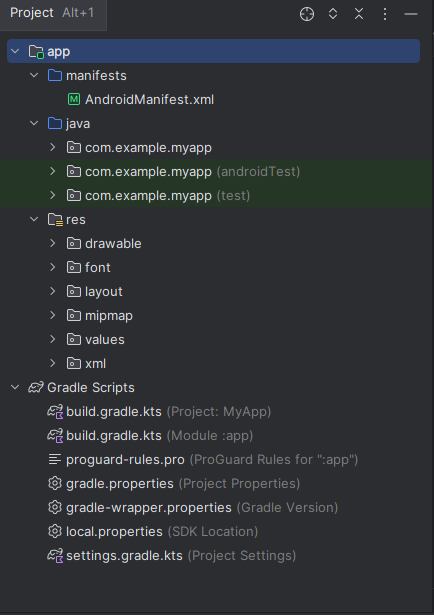 Project Alt+1
app
manifests
M AndroidManifest.xml
java
com.example.myapp
com.example.myapp (androidTest)
com.example.myapp (test)
res
drawable
font
layout
mipmap
values
xml
Gradle Scripts
build.gradle.kts (Project: MyApp)
build.gradle.kts (Module :app)
proguard-rules.pro (ProGuard Rules for ":app")
gradle.properties (Project Properties)
gradle-wrapper.properties (Gradle Version)
local.properties (SDK Location)
settings.gradle.kts (Project Settings)